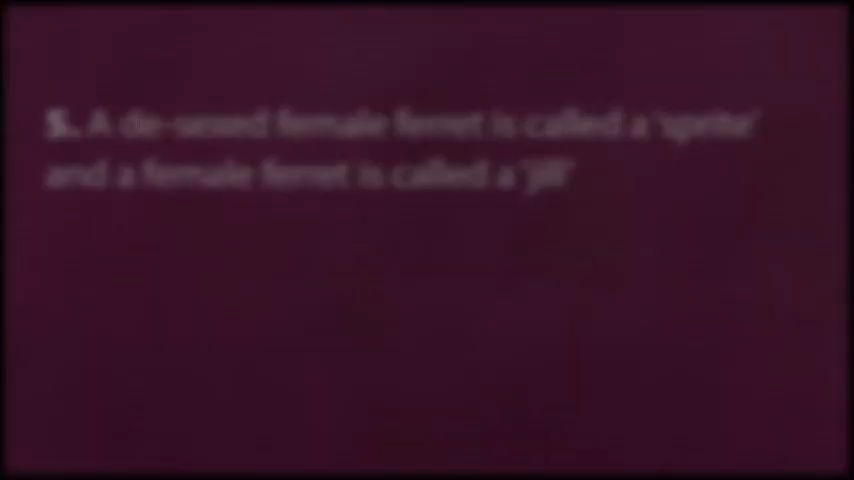 5. A de-sexed female ferret is called a 'sprite'
and a female ferret is called a 'jill'